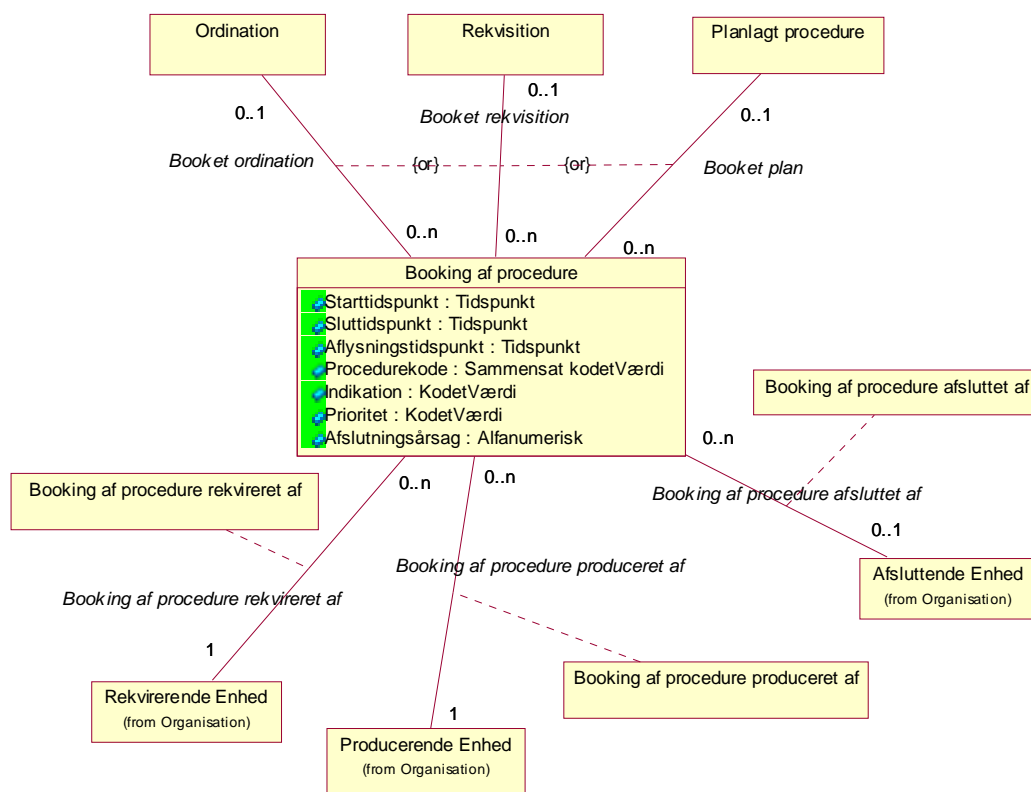 Ordination
Rekvisition
Planlagt procedure
0..1
0..1
0..1
Booket rekvisition
Booket ordination
{or}
{or}
Booket plan
0..n
0..n
0..n
Booking af procedure
Starttidspunkt : Tidspunkt
Sluttidspunkt : Tidspunkt
Aflysningstidspunkt : Tidspunkt
Procedurekode : Sammensat kodetVærdi
Indikation : KodetVærdi
Prioritet : KodetVærdi
Afslutningsårsag : Alfanumerisk
Booking af procedure afsluttet af
0..n
0..n
0..n
Booking af procedure rekvireret af
Booking af procedure afsluttet af
0..1
Booking af procedure produceret af
Afsluttende Enhed
(from Organisation)
Booking af procedure rekvireret af
1
Booking af procedure produceret af
Rekvirerende Enhed
(from Organisation)
1
Producerende Enhed
(from Organisation)